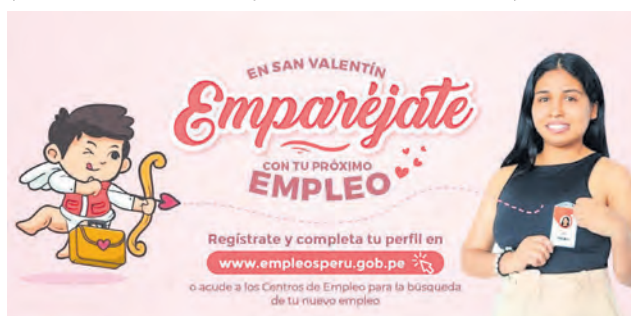 EN SAN VALENTÍN
Emparéjate
CON TU PRÓXIMO
EMPLEO
Regístrate y completa tu perfil en
www.empleosperu.gob.pe
o acude a los Centros de Empleo para la búsqueda
de tu nuevo empleo